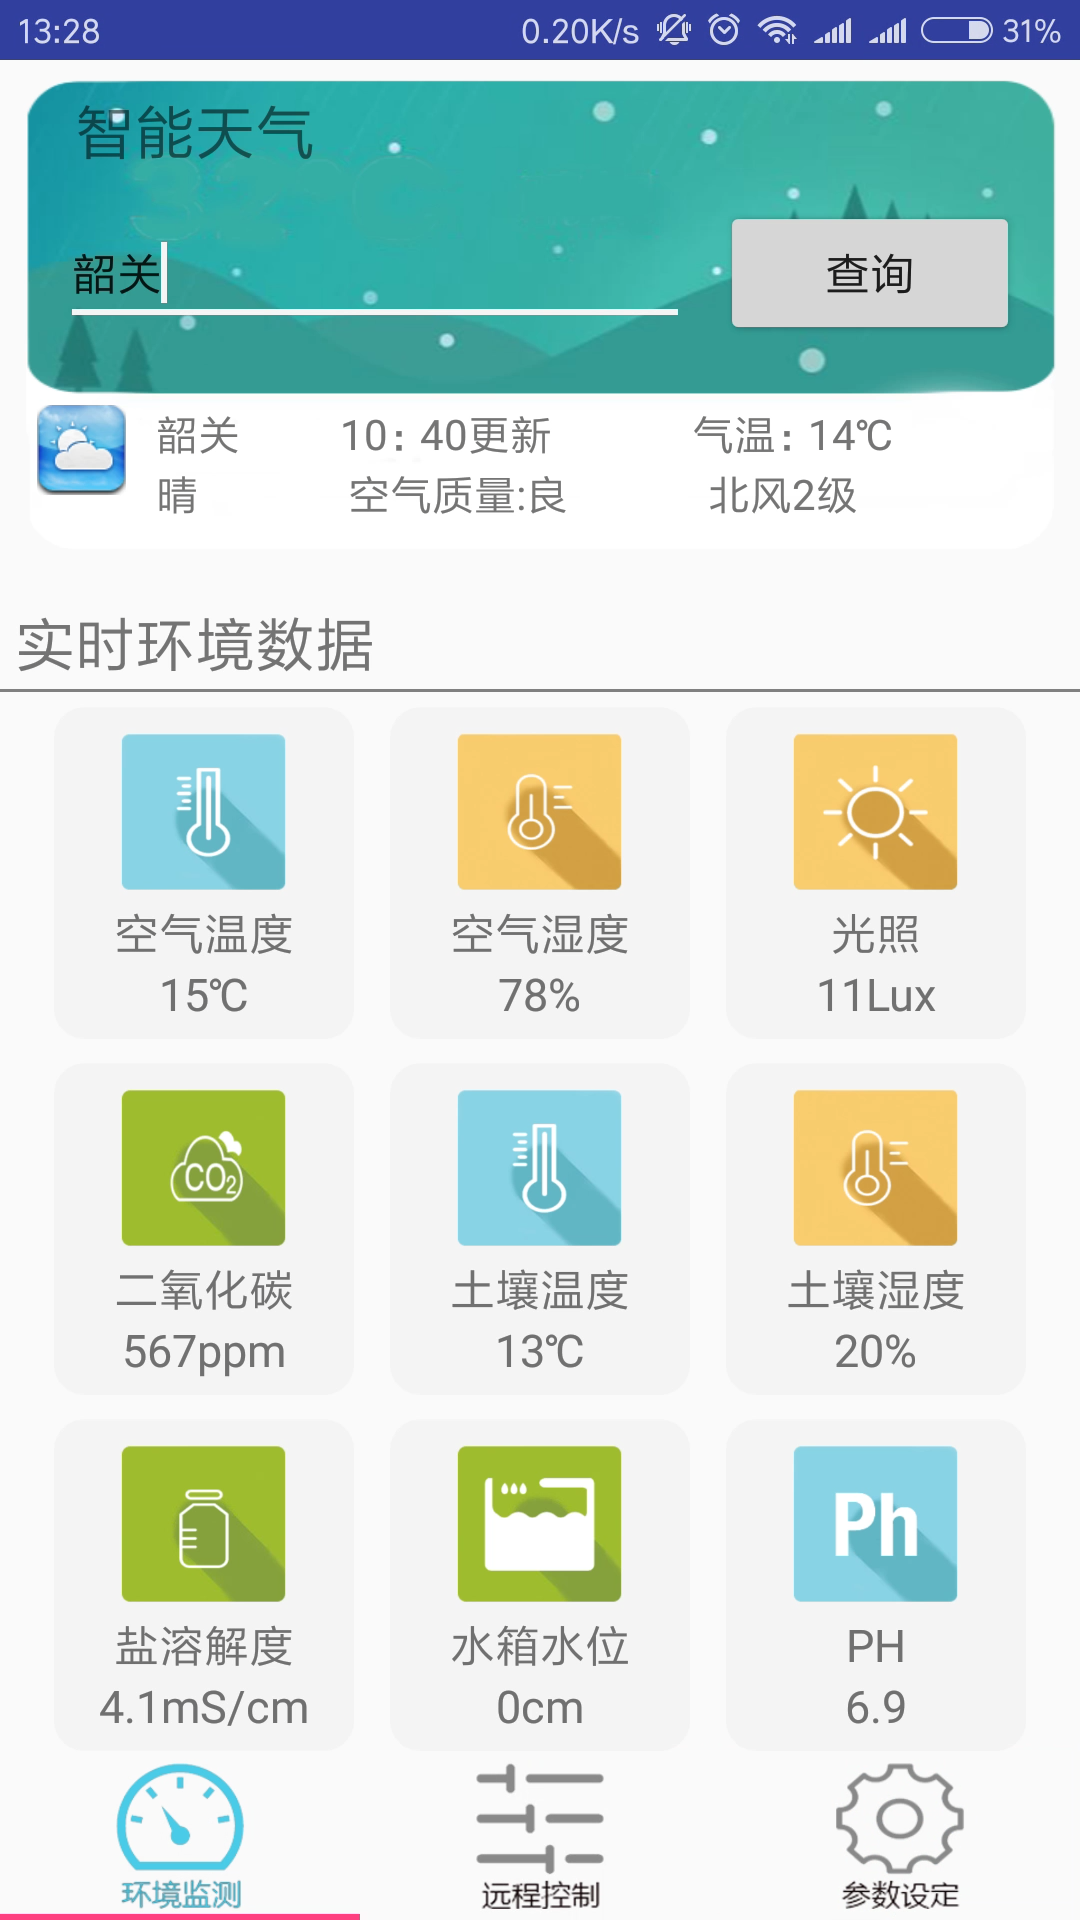 13:28 0.20K/s 31%
智能天气
韶关 查询
韶关 10：40更新 气温：14℃
晴 空气质量:良 北风2级
实时环境数据
空气温度 空气湿度 光照
15℃ 78% 11Lux
CO2
二氧化碳 土壤温度 土壤湿度
567ppm 13℃ 20%
Ph
盐溶解度 水箱水位 PH
4.1mS/cm 0cm 6.9
环境监测 远程控制 参数设定